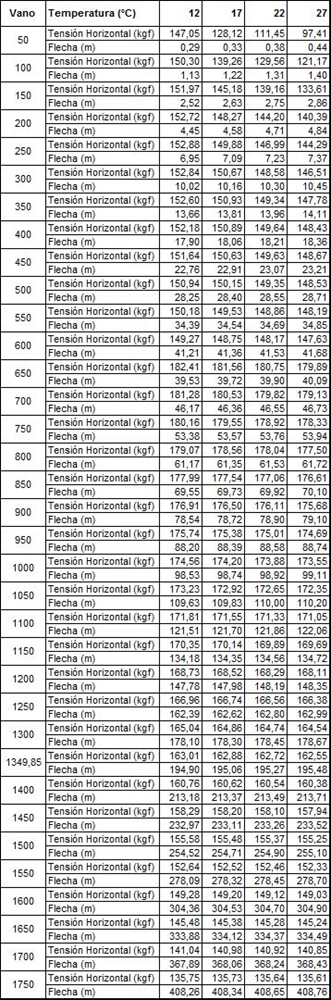 Vano Temperatura (°C) 12 17 22 27
50 Tensión Horizontal (kgf) 147,05 128,12 111,45 97,41
Flecha (m) 0,29 0,33 0,38 0,44
100 Tensión Horizontal (kgf) 150,30 139,26 129,56 121,17
Flecha (m) 1,13 1,22 1,31 1,40
150 Tensión Horizontal (kgf) 151,97 145,18 139,16 133,61
Flecha (m) 2,52 2,63 2,75 2,86
200 Tensión Horizontal (kgf) 152,72 148,27 144,20 140,39
Flecha (m) 4,45 4,58 4,71 4,84
250 Tensión Horizontal (kgf) 152,88 149,88 146,99 144,29
Flecha (m) 6,95 7,09 7,23 7,37
300 Tensión Horizontal (kgf) 152,84 150,67 148,58 146,51
Flecha (m) 10,02 10,16 10,30 10,45
350 Tensión Horizontal (kgf) 152,60 150,93 149,34 147,78
Flecha (m) 13,66 13,81 13,96 14,11
400 Tensión Horizontal (kgf) 152,18 150,89 149,64 148,43
Flecha (m) 17,90 18,06 18,21 18,36
450 Tensión Horizontal (kgf) 151,64 150,63 149,63 148,67
Flecha (m) 22,76 22,91 23,07 23,21
500 Tensión Horizontal (kgf) 150,94 150,15 149,35 148,53
Flecha (m) 28,25 28,40 28,55 28,71
550 Tensión Horizontal (kgf) 150,18 149,53 148,86 148,19
Flecha (m) 34,39 34,54 34,69 34,85
600 Tensión Horizontal (kgf) 149,27 148,75 148,17 147,63
Flecha (m) 41,21 41,36 41,53 41,68
650 Tensión Horizontal (kgf) 182,41 181,56 180,75 179,89
Flecha (m) 39,53 39,72 39,90 40,09
700 Tensión Horizontal (kgf) 181,28 180,53 179,82 179,13
Flecha (m) 46,17 46,36 46,55 46,73
750 Tensión Horizontal (kgf) 180,16 179,55 178,92 178,33
Flecha (m) 53,38 53,57 53,76 53,94
800 Tensión Horizontal (kgf) 179,07 178,56 178,04 177,50
Flecha (m) 61,17 61,35 61,53 61,72
850 Tensión Horizontal (kgf) 177,99 177,54 177,06 176,61
Flecha (m) 69,55 69,73 69,92 70,10
900 Tensión Horizontal (kgf) 176,91 176,50 176,11 175,68
Flecha (m) 78,54 78,72 78,90 79,10
950 Tensión Horizontal (kgf) 175,74 175,38 175,01 174,69
Flecha (m) 88,20 88,39 88,58 88,74
1000 Tensión Horizontal (kgf) 174,56 174,20 173,88 173,55
Flecha (m) 98,53 98,74 98,92 99,11
1050 Tensión Horizontal (kgf) 173,23 172,92 172,65 172,35
Flecha (m) 109,63 109,83 110,00 110,20
1100 Tensión Horizontal (kgf) 171,81 171,55 171,33 171,05
Flecha (m) 121,51 121,70 121,86 122,06
1150 Tensión Horizontal (kgf) 170,35 170,14 169,89 169,69
Flecha (m) 134,18 134,35 134,56 134,72
1200 Tensión Horizontal (kgf) 168,73 168,52 168,29 168,11
Flecha (m) 147,78 147,98 148,19 148,35
1250 Tensión Horizontal (kgf) 166,96 166,74 166,56 166,38
Flecha (m) 162,39 162,62 162,80 162,99
1300 Tensión Horizontal (kgf) 165,04 164,86 164,74 164,54
Flecha (m) 178,10 178,30 178,45 178,67
1349,85 Tensión Horizontal (kgf) 163,01 162,88 162,72 162,55
Flecha (m) 194,90 195,06 195,27 195,48
1400 Tensión Horizontal (kgf) 160,76 160,62 160,54 160,38
Flecha (m) 213,18 213,37 213,49 213,71
1450 Tensión Horizontal (kgf) 158,29 158,20 158,10 157,94
Flecha (m) 232,97 233,11 233,26 233,52
1500 Tensión Horizontal (kgf) 155,58 155,48 155,37 155,25
Flecha (m) 254,52 254,71 254,90 255,10
1550 Tensión Horizontal (kgf) 152,64 152,52 152,46 152,33
Flecha (m) 278,09 278,32 278,45 278,70
1600 Tensión Horizontal (kgf) 149,28 149,20 149,12 149,03
Flecha (m) 304,36 304,53 304,70 304,90
1650 Tensión Horizontal (kgf) 145,48 145,38 145,28 145,24
Flecha (m) 333,88 334,12 334,37 334,49
1700 Tensión Horizontal (kgf) 141,04 140,98 140,92 140,85
Flecha (m) 367,89 368,06 368,24 368,43
1750 Tensión Horizontal (kgf) 135,75 135,73 135,64 135,61
Flecha (m) 408,26 408,34 408,65 408,76